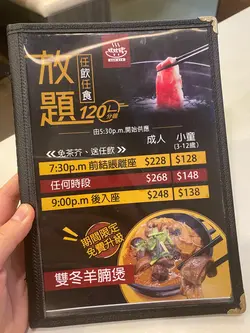 任飲任食
放題
120分鐘
由5:30p.m.開始供應
成人 小童
(3-12歲)
免茶芥、送任飲
7:30p.m 前結賬離座 $228 $128
任何時段 $268 $148
9:00p.m 後入座 $248 $138
期間限定
免費升級
雙冬羊腩煲